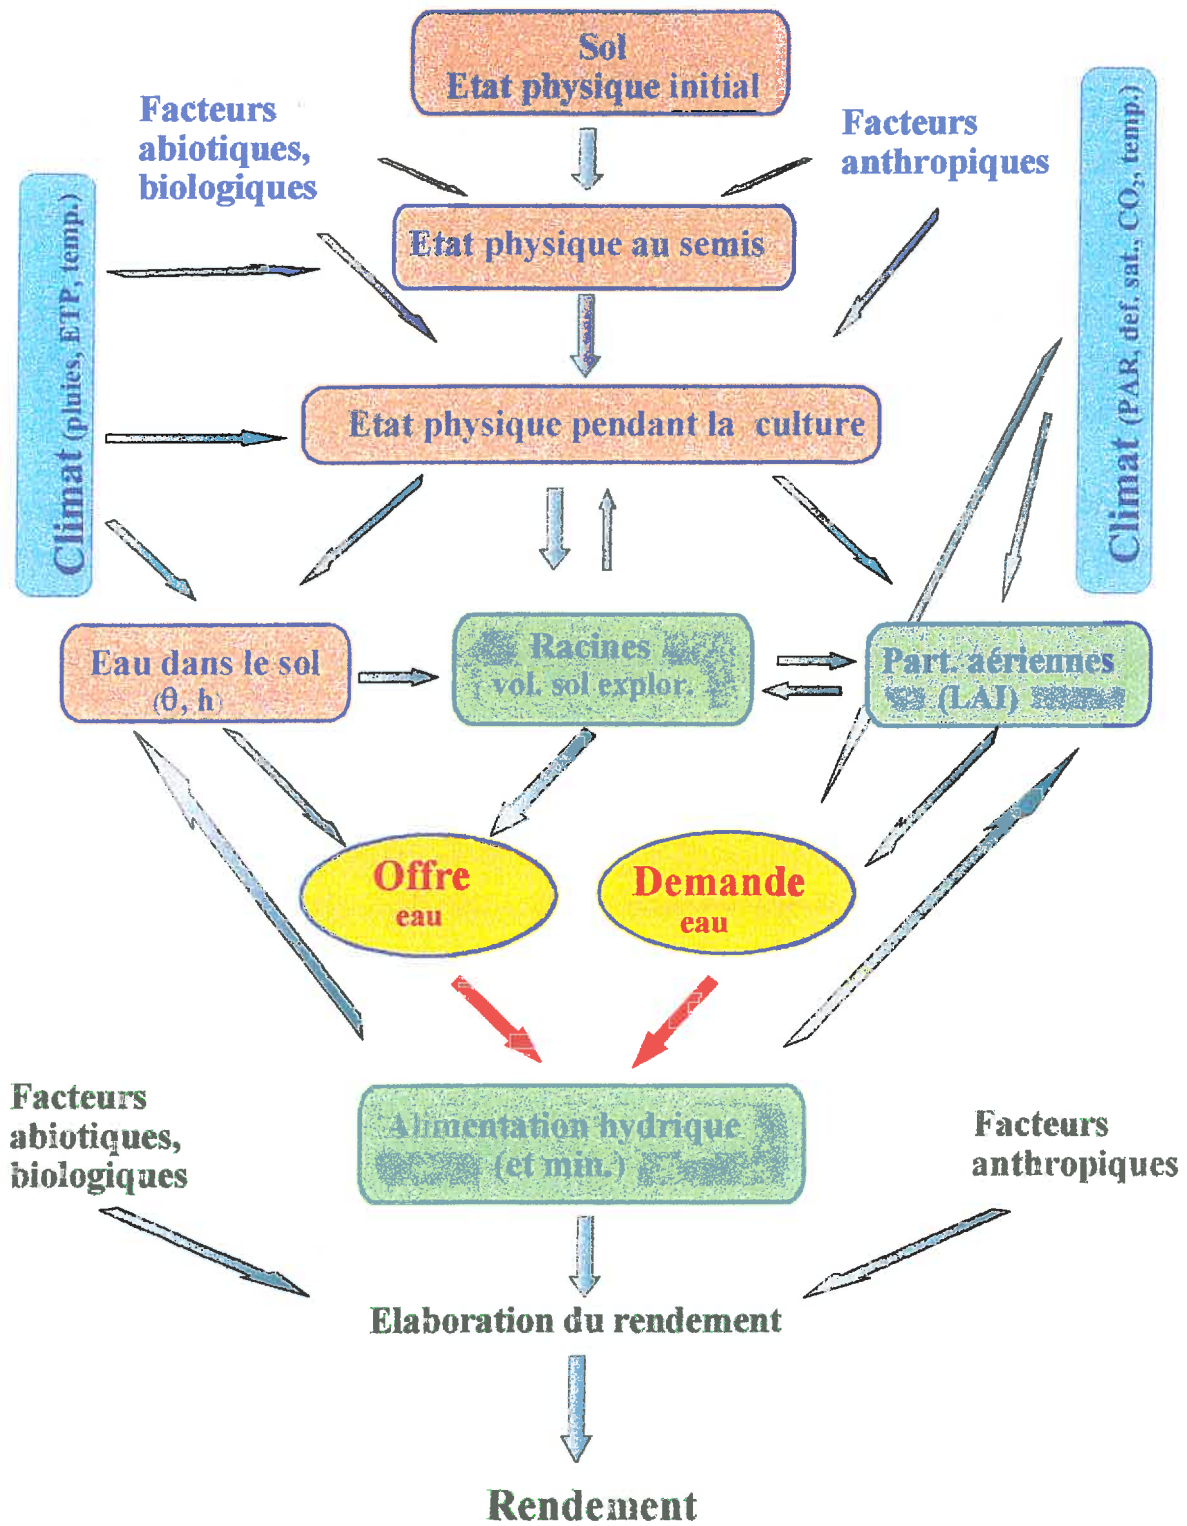 Sol
Etat physique initial
Facteurs
abiotiques,
biologiques
Facteurs
anthropiques
Climat (pluies, ETP, temp.)
Climat (PAR, def. sat., CO₂, temp.)
Etat physique au semis
Etat physique pendant la culture
Eau dans le sol
(θ, h)
Racines
vol. sol explor.
Part. aériennes
(LAI)
Offre
eau
Demande
eau
Facteurs
abiotiques,
biologiques
Alimentation hydrique
(et min.)
Facteurs
anthropiques
Elaboration du rendement
Rendement